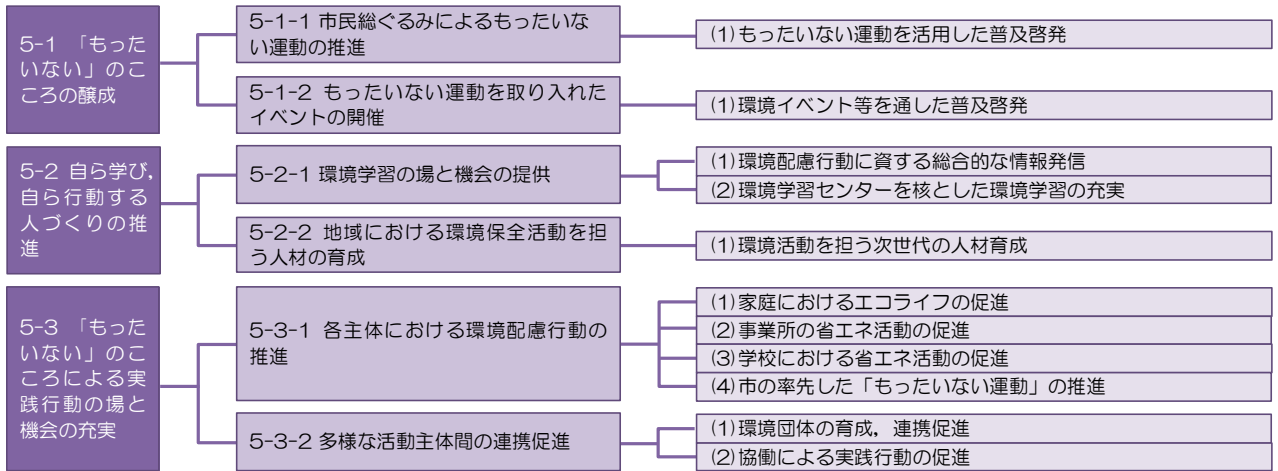 5-1 「もった
いない」のこ
ころの醸成
5-1-1 市民総ぐるみによるもったいな
い運動の推進
(1)もったいない運動を活用した普及啓発
5-1-2 もったいない運動を取り入れた
イベントの開催
(1)環境イベント等を通した普及啓発
5-2 自ら学び,
自ら行動する
人づくりの推
進
5-2-1 環境学習の場と機会の提供
(1)環境配慮行動に資する総合的な情報発信
(2)環境学習センターを核とした環境学習の充実
5-2-2 地域における環境保全活動を担
う人材の育成
(1)環境活動を担う次世代の人材育成
5-3 「もった
いない」のこ
ころによる実
践行動の場と
機会の充実
5-3-1 各主体における環境配慮行動の
推進
(1)家庭におけるエコライフの促進
(2)事業所の省エネ活動の促進
(3)学校における省エネ活動の促進
(4)市の率先した「もったいない運動」の推進
5-3-2 多様な活動主体間の連携促進
(1)環境団体の育成，連携促進
(2)協働による実践行動の促進